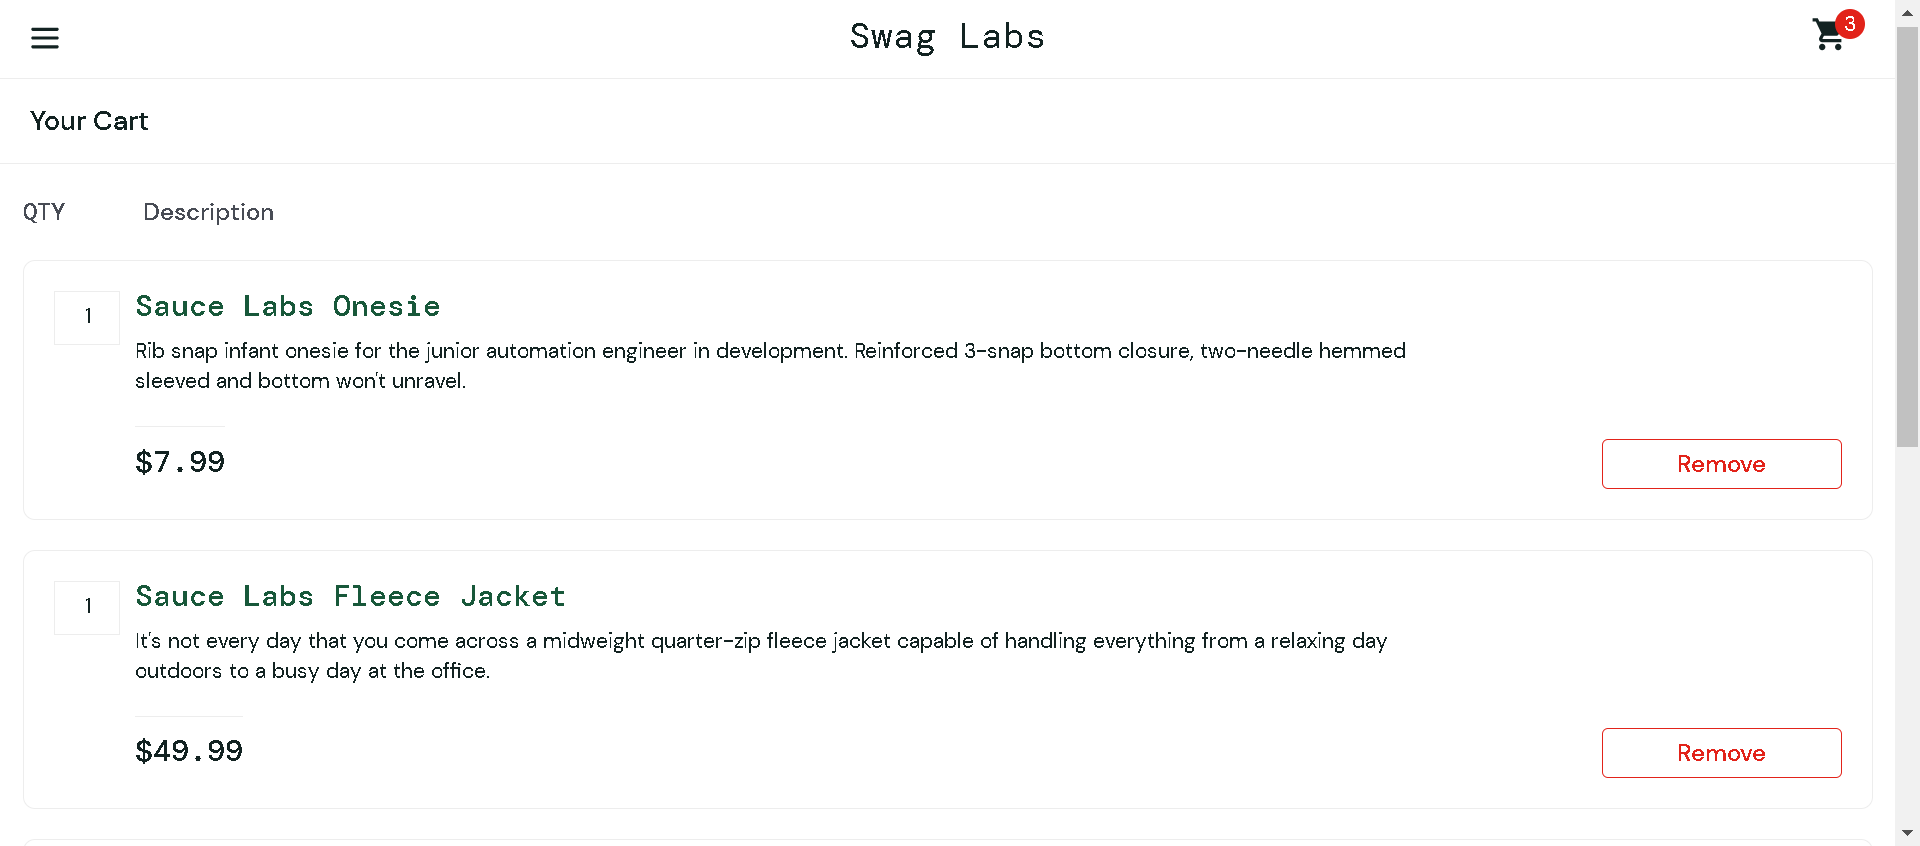 Swag Labs
3
Your Cart
QTY Description
1 Sauce Labs Onesie
Rib snap infant onesie for the junior automation engineer in development. Reinforced 3-snap bottom closure, two-needle hemmed
sleeved and bottom won't unravel.
$7.99
Remove
1 Sauce Labs Fleece Jacket
It's not every day that you come across a midweight quarter-zip fleece jacket capable of handling everything from a relaxing day
outdoors to a busy day at the office.
$49.99
Remove